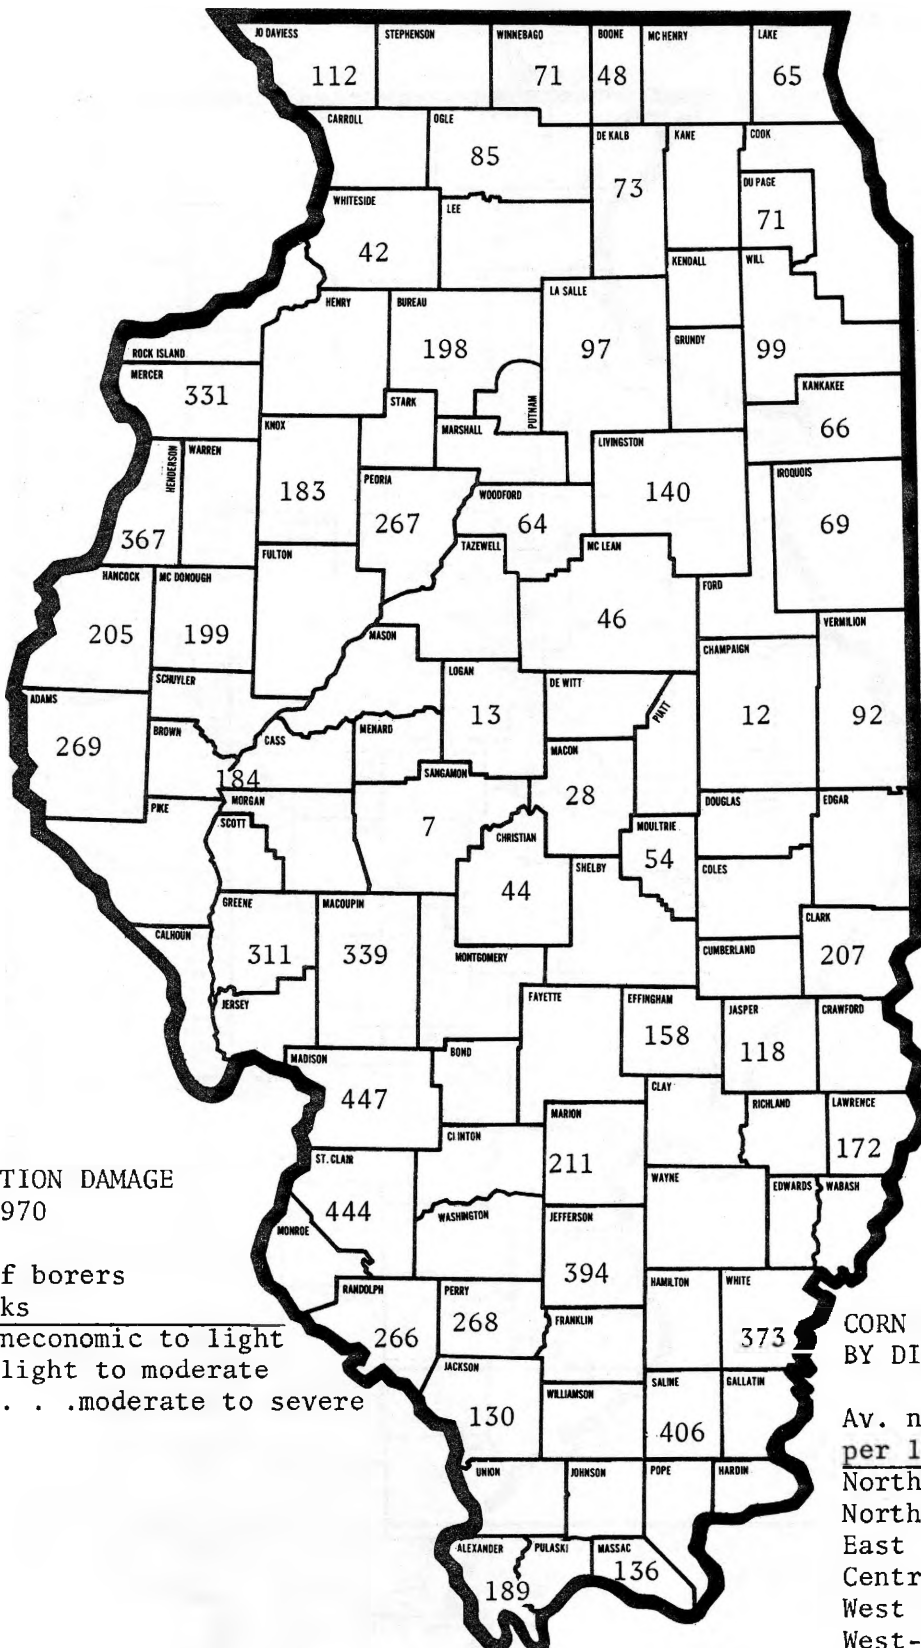 JO DAVIESS STEPHENSON WINNEBAGO BOONE MC HENRY LAKE
112 71 48 65
CARROLL OGLE DE KALB KANE COOK
85
73 DU PAGE
WHITESIDE LEE
71
42 KENDALL WILL
HENRY BUREAU LA SALLE
198 97 GRUNDY 99
ROCK ISLAND
MERCER
331 STARK PUTNAM KANKAKEE
66
KNOX MARSHALL LIVINGSTON
HENDERSON WARREN IROQUOIS
183 PEORIA WOODFORD 140
267 64 69
367 TAZEWELL MC LEAN
FULTON
HANCOCK MC DONOUGH FORD
205 199 MASON 46 VERMILION
CHAMPAIGN
SCHUYLER LOGAN DE WITT
ADAMS 13 PIATT 12 92
BROWN CASS MENARD
269 MACON
184 SANGAMON 28
PIKE MORGAN DOUGLAS EDGAR
SCOTT 7 CHRISTIAN MOULTRIE
54
SHELBY COLES
44
GREENE MACOUPIN CLARK
CALHOUN
311 339 MONTGOMERY CUMBERLAND 207
JERSEY FAYETTE EFFINGHAM JASPER CRAWFORD
158 118
MADISON BOND
447 CLAY
MARION RICHLAND LAWRENCE
CLINTON 172
ST. CLAIR 211
TION DAMAGE WAYNE EDWARDS WABASH
970 444 WASHINGTON JEFFERSON
MONROE
394
f borers HAMILTON WHITE
ks RANDOLPH PERRY
268 FRANKLIN CORN
neconomic to light 266 373 BY DI
light to moderate JACKSON
. . .moderate to severe WILLIAMSON SALINE GALLATIN
130 406 Av. n
per 1
UNION JOHNSON POPE HARDIN North
North
ALEXANDER PULASKI MASSAC East
136 Centr
189 West
West-